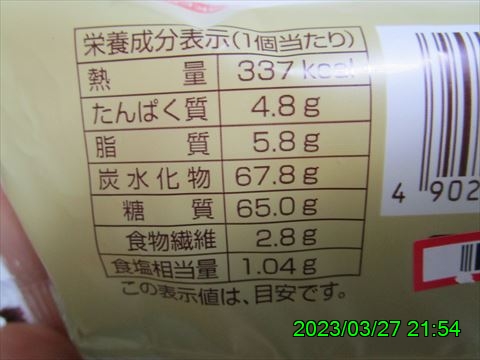 栄養成分表示(1個当たり)
熱量 337 kcal
たんぱく質 4.8g
脂質 5.8g
炭水化物 67.8g
糖質 65.0g
食物繊維 2.8g
食塩相当量 1.04g
この表示値は、目安です。
4 902
2023/03/27 21:54